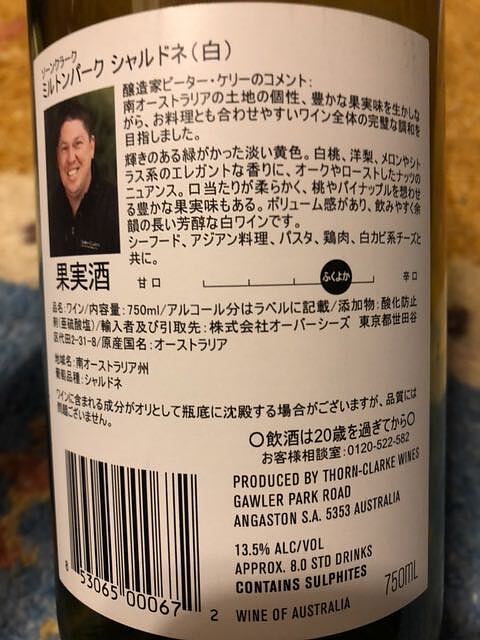 ソーンクラーク
ミルトンパーク シャルドネ（白）
醸造家ピーター・ケリーのコメント：
南オーストラリアの土地の個性、豊かな果実味を生かしな
がら、お料理とも合わせやすいワイン全体の完璧な調和を
目指しました。
輝きのある緑がかった淡い黄色。白桃、洋梨、メロンやシト
ラス系のエレガントな香りに、オークやローストしたナッツの
ニュアンス。口当たりが柔らかく、桃やパイナップルを想わせ
る豊かな果実味もある。ボリューム感があり、飲みやすく余
韻の長い芳醇な白ワインです。
シーフード、アジアン料理、パスタ、鶏肉、白カビ系チーズと
共に。
果実酒 甘口 ふくよか 辛口
品名：ワイン/内容量：750ml/アルコール分はラベルに記載/添加物：酸化防止
剤（亜硫酸塩）/輸入者及び引取先：株式会社オーバーシーズ 東京都世田谷
区代田2-31-8/原産国名：オーストラリア
地域名：南オーストラリア州
葡萄品種：シャルドネ
ワインに含まれる成分がオリとして瓶底に沈殿する場合がございますが、品質には
問題ございません。
〇飲酒は20歳を過ぎてから〇
お客様相談室：0120-522-582
PRODUCED BY THORN-CLARKE WINES
GAWLER PARK ROAD
ANGASTON S.A. 5353 AUSTRALIA
13.5% ALC/VOL
APPROX. 8.0 STD DRINKS
CONTAINS SULPHITES 750mL
WINE OF AUSTRALIA
8 53065 00067 2